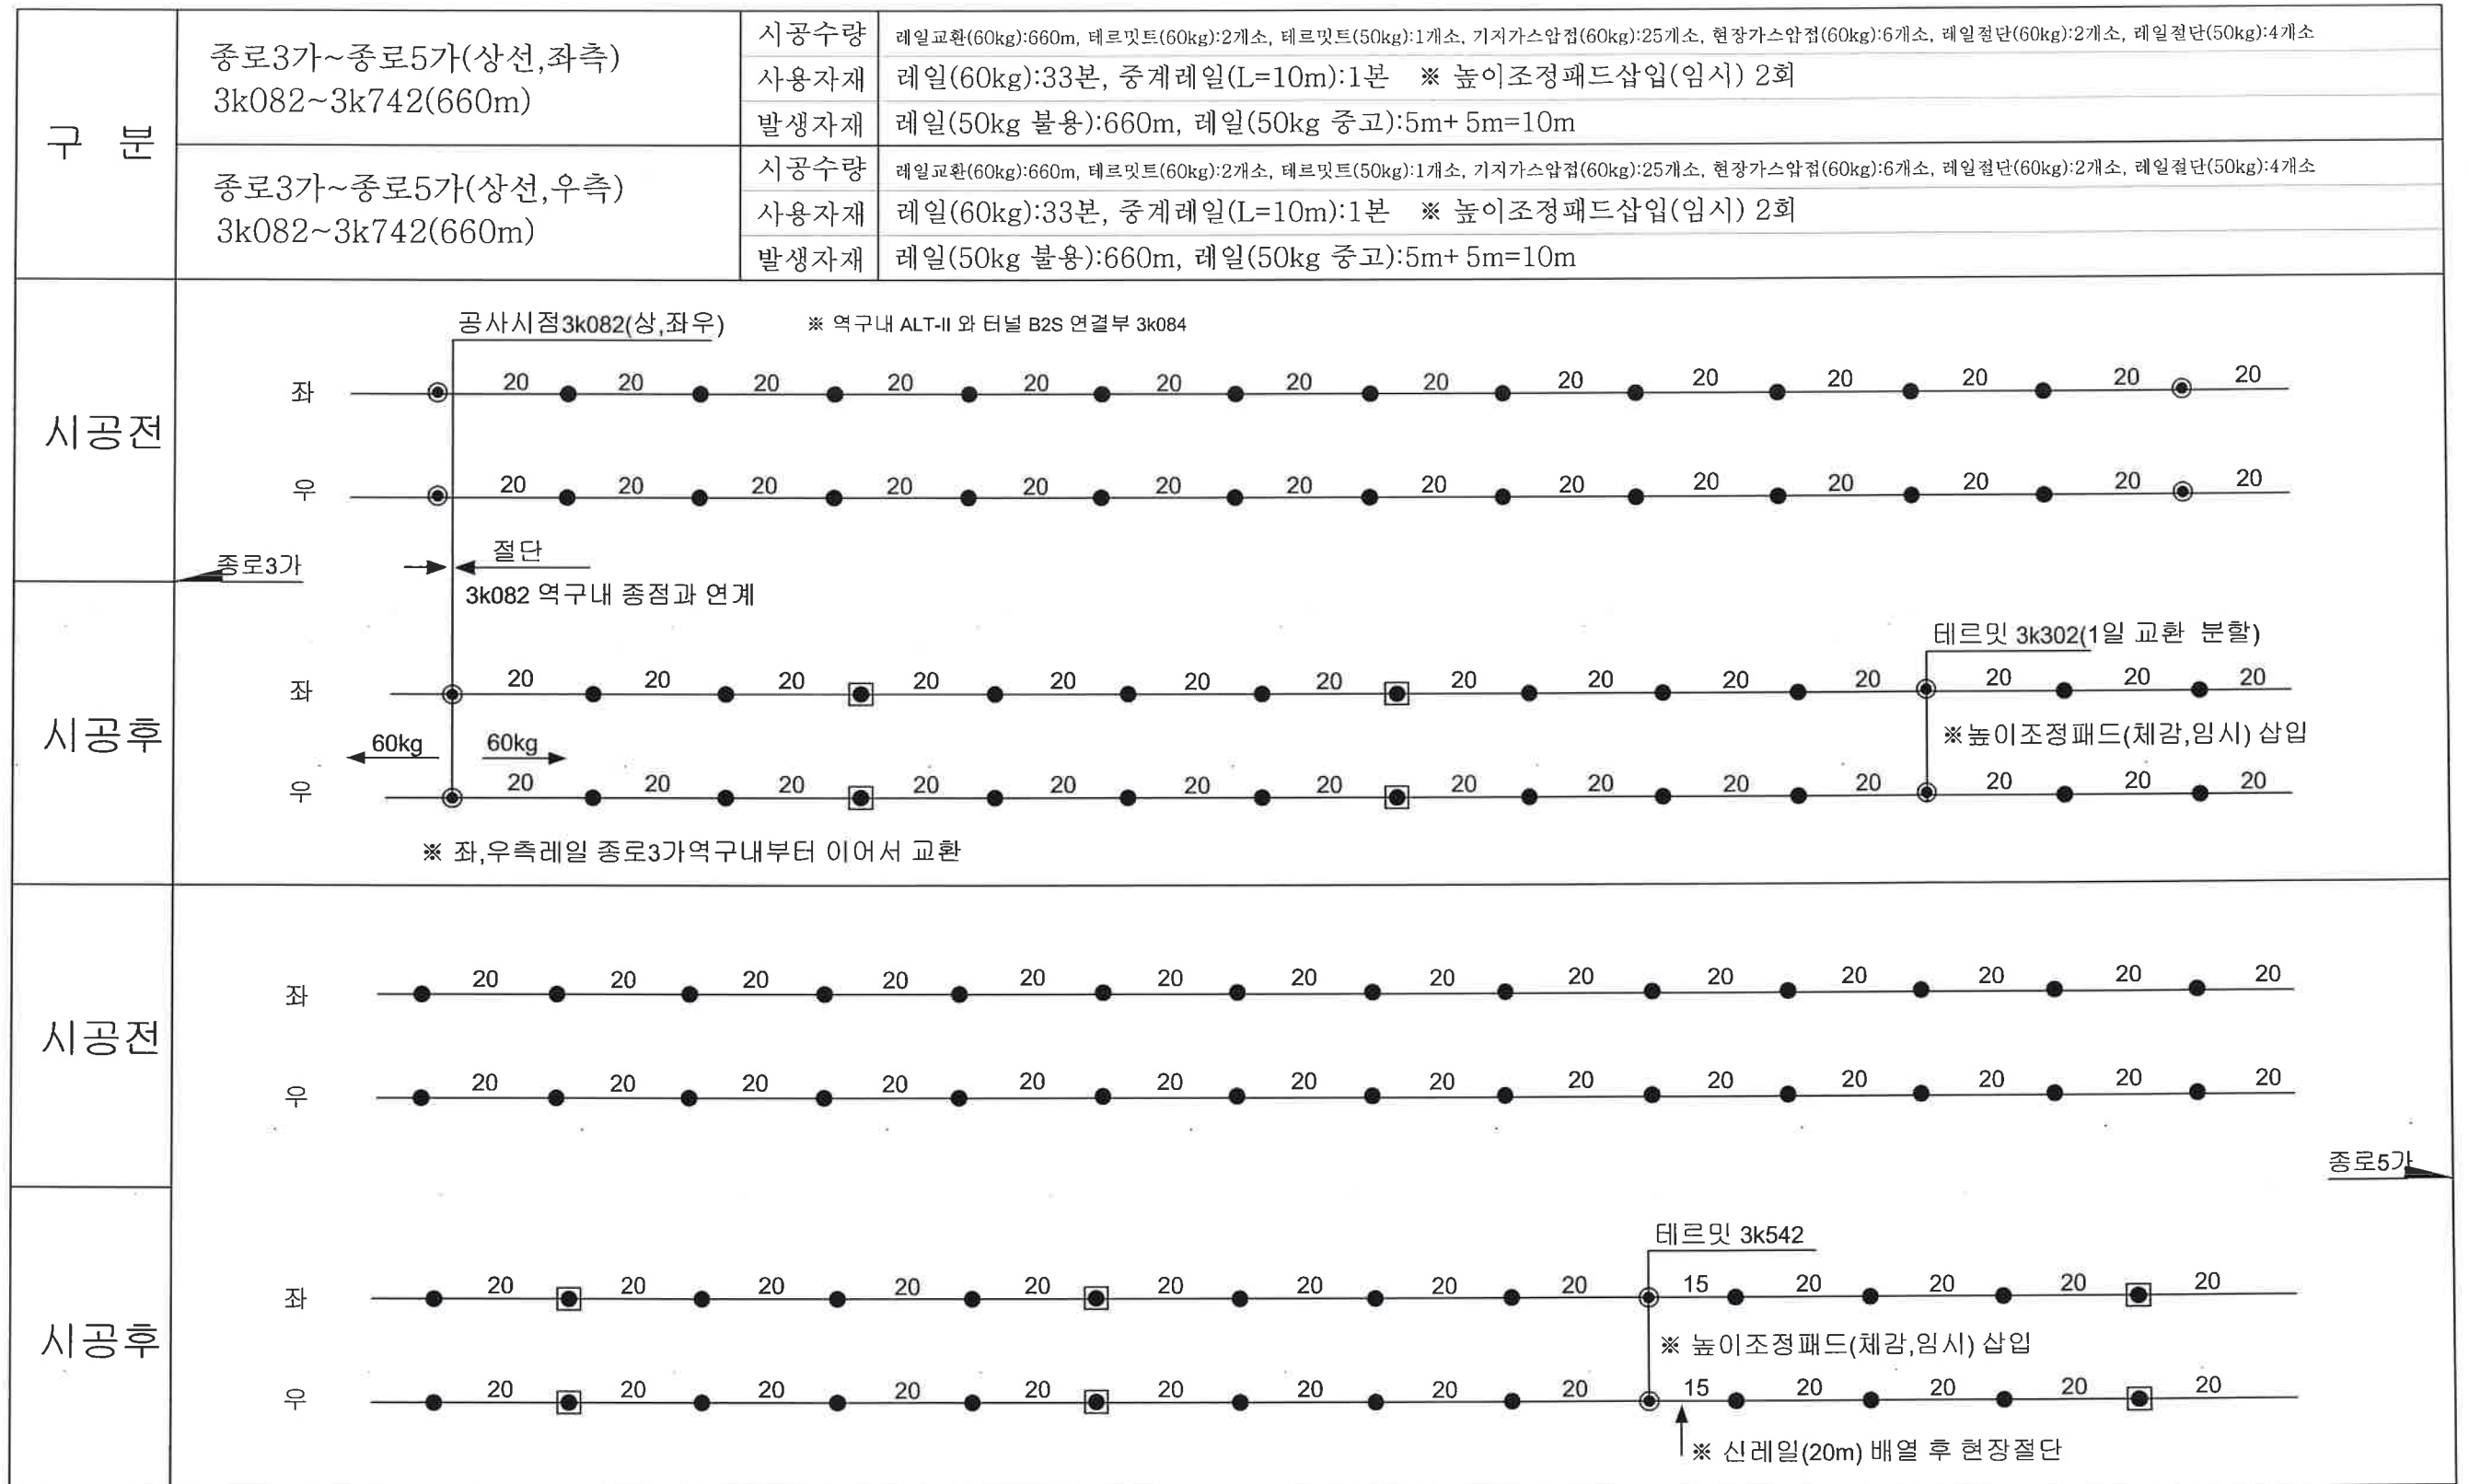 구 분
종로3가~종로5가(상선,좌측)
3k082~3k742(660m)
시공수량 레일교환(60kg):660m, 테르밋트(60kg):2개소, 테르밋트(50kg):1개소, 기지가스압접(60kg):25개소, 현장가스압접(60kg):6개소, 레일절단(60kg):2개소, 레일절단(50kg):4개소
사용자재 레일(60kg):33본, 중계레일(L=10m):1본 ※ 높이조정패드삽입(임시) 2회
발생자재 레일(50kg 불용):660m, 레일(50kg 중고):5m+ 5m=10m
종로3가~종로5가(상선,우측)
3k082~3k742(660m)
시공수량 레일교환(60kg):660m, 테르밋트(60kg):2개소, 테르밋트(50kg):1개소, 기지가스압접(60kg):25개소, 현장가스압접(60kg):6개소, 레일절단(60kg):2개소, 레일절단(50kg):4개소
사용자재 레일(60kg):33본, 중계레일(L=10m):1본 ※ 높이조정패드삽입(임시) 2회
발생자재 레일(50kg 불용):660m, 레일(50kg 중고):5m+ 5m=10m
시공전
공사시점3k082(상,좌우) ※ 역구내 ALT-II 와 터널 B2S 연결부 3k084
좌 20 20 20 20 20 20 20 20 20 20 20 20 20 20
우 20 20 20 20 20 20 20 20 20 20 20 20 20 20
종로3가
절단
3k082 역구내 종점과 연계
시공후
테르밋 3k302(1일 교환 분할)
좌 20 20 20 20 20 20 20 20 20 20 20 20 20 20
※높이조정패드(체감,임시) 삽입
60kg 60kg
우 20 20 20 20 20 20 20 20 20 20 20 20 20 20
※ 좌,우측레일 종로3가역구내부터 이어서 교환
시공전
좌 20 20 20 20 20 20 20 20 20 20 20 20 20 20
우 20 20 20 20 20 20 20 20 20 20 20 20 20 20
종로5가
시공후
테르밋 3k542
좌 20 20 20 20 20 20 20 20 20 15 20 20 20 20
※ 높이조정패드(체감,임시) 삽입
우 20 20 20 20 20 20 20 20 20 15 20 20 20 20
※ 신레일(20m) 배열 후 현장절단